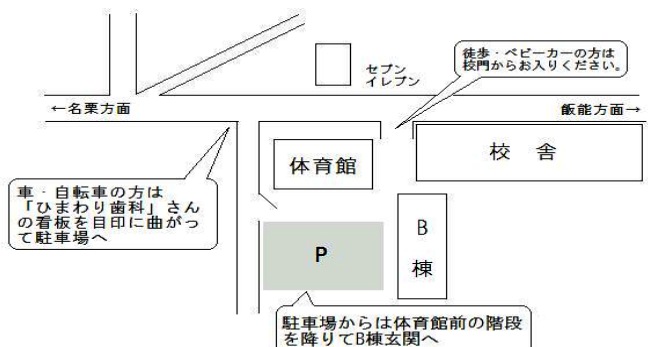 セブン
イレブン
徒歩・ベビーカーの方は
校門からお入りください。
←名栗方面
飯能方面→
体育館
校 舎
車・自転車の方は
「ひまわり歯科」さん
の看板を目印に曲がっ
て駐車場へ
P
B
棟
駐車場からは体育館前の階段
を降りてB棟玄関へ